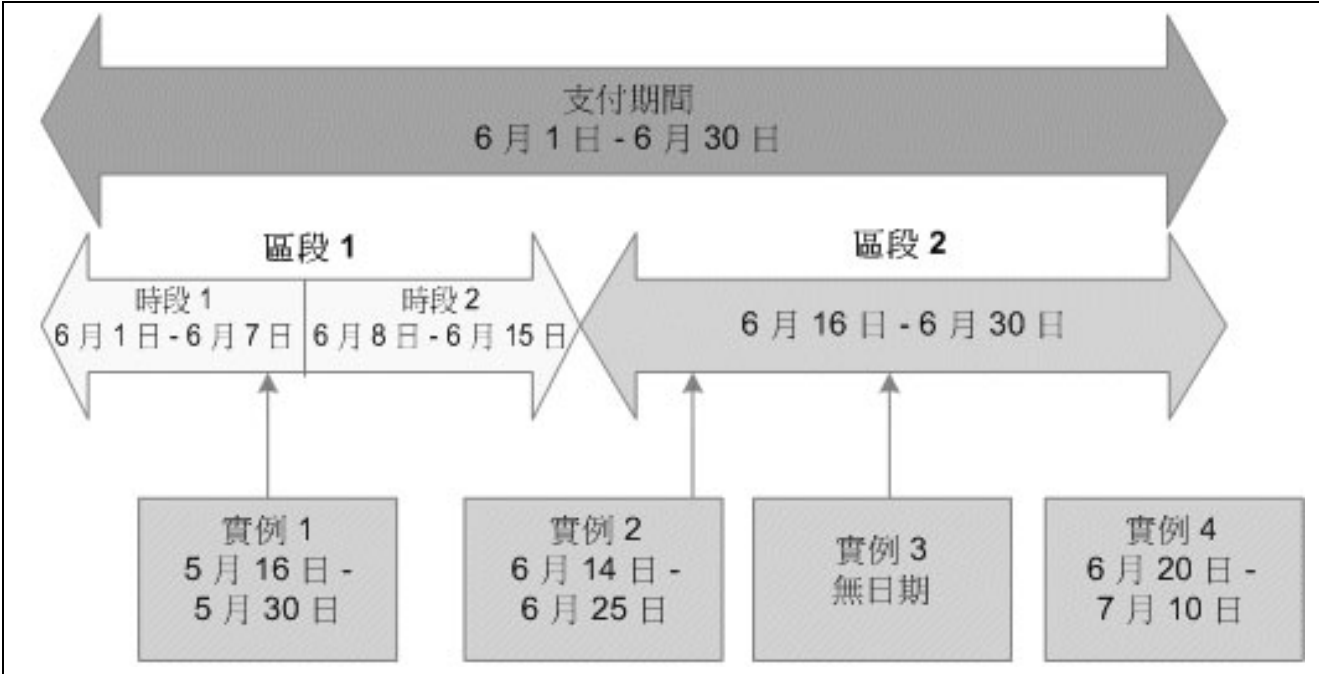 支付期間
6 月 1 日 - 6 月 30 日
區段 1
區段 2
時段 1
6 月 1 日 - 6 月 7 日
時段 2
6 月 8 日 - 6 月 15 日
6 月 16 日 - 6 月 30 日
實例 1
5 月 16 日 -
5 月 30 日
實例 2
6 月 14 日 -
6 月 25 日
實例 3
無日期
實例 4
6 月 20 日 -
7 月 10 日